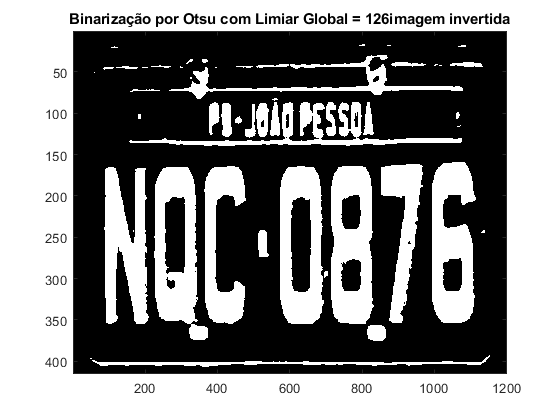 Binarização por Otsu com Limiar Global = 126imagem invertida
50
100
150
200
250
300
350
400
PB·JOÃO PESSOA
NQC·0876
200 400 600 800 1000 1200